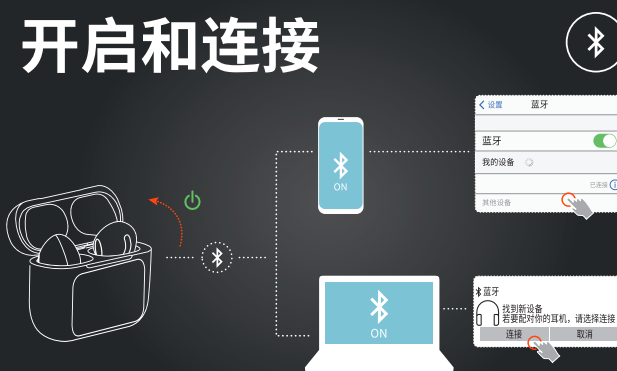 开启和连接
设置 蓝牙
蓝牙
我的设备
已连接
其他设备
ON
ON
蓝牙
找到新设备
若要配对你的耳机，请选择连接
连接 取消